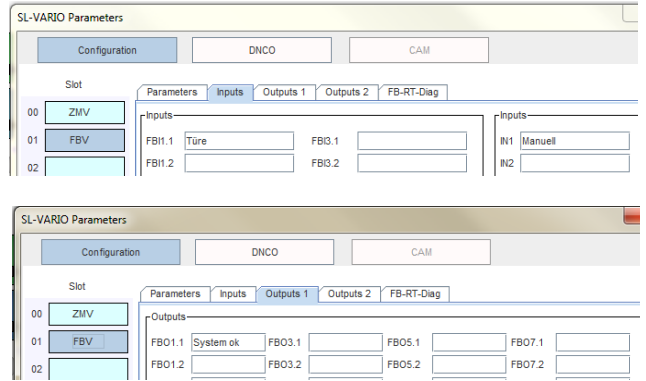 SL-VARIO Parameters
Configuration DNCO CAM
Slot Parameters Inputs Outputs 1 Outputs 2 FB-RT-Diag
00 ZMV Inputs Inputs
01 FBV FBI1.1 Türe FBI3.1 IN1 Manuell
02 FBI1.2 FBI3.2 IN2
SL-VARIO Parameters
Configuration DNCO CAM
Slot Parameters Inputs Outputs 1 Outputs 2 FB-RT-Diag
00 ZMV Outputs
01 FBV FBO1.1 System ok FBO3.1 FBO5.1 FBO7.1
02 FBO1.2 FBO3.2 FBO5.2 FBO7.2